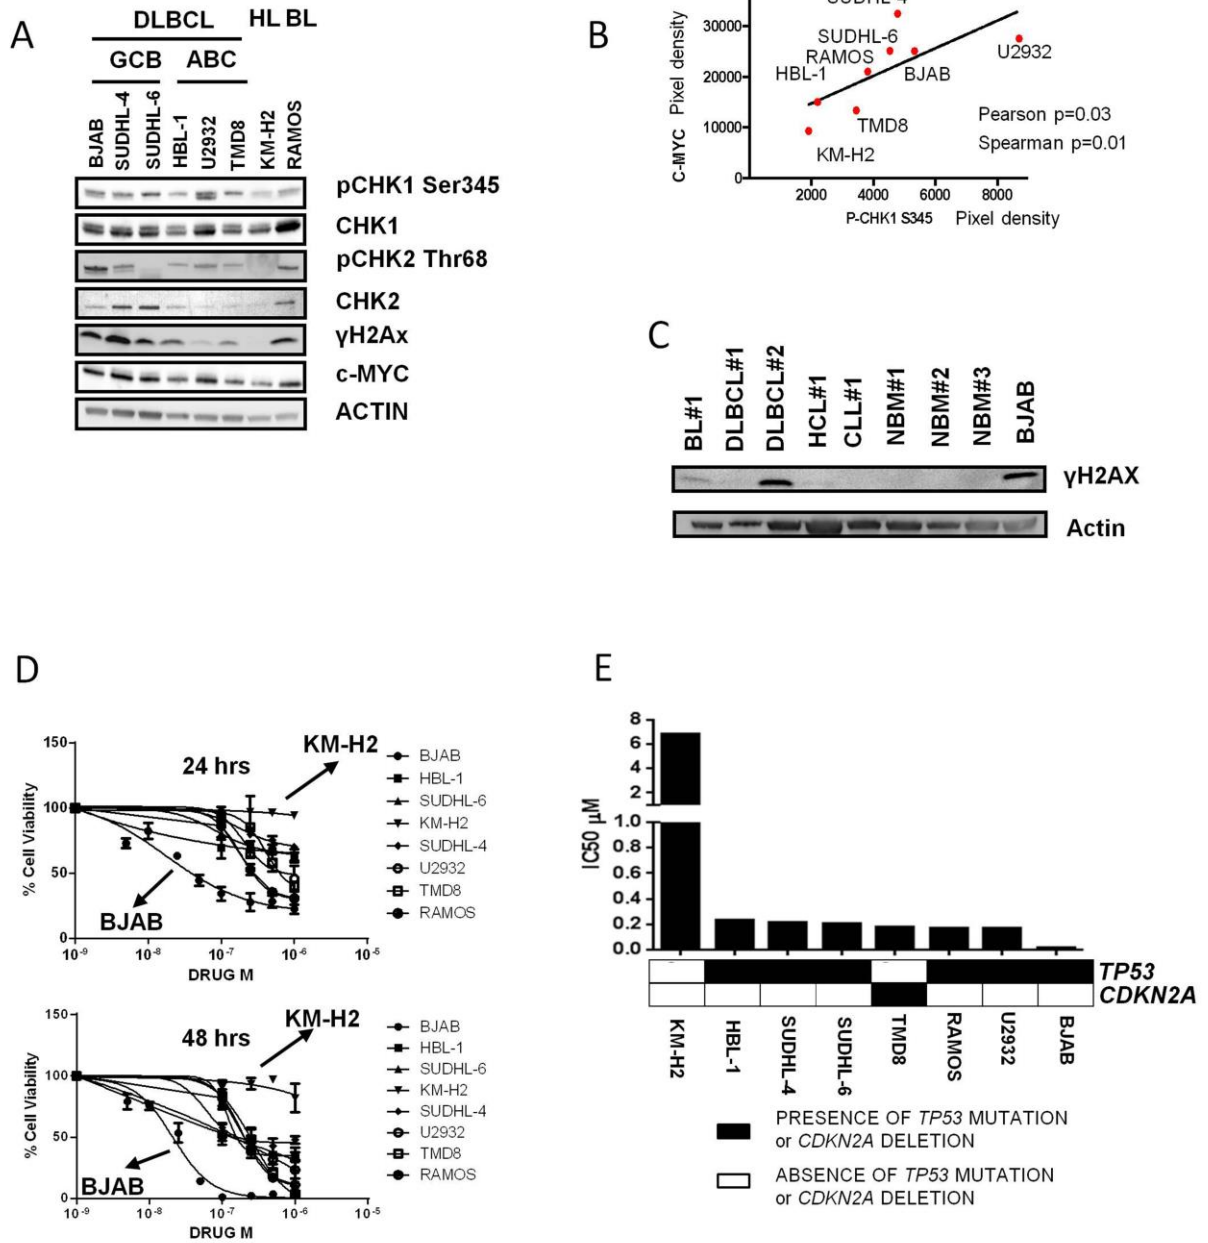 A
DLBCL HL BL
GCB ABC
BJAB
SUDHL-4
SUDHL-6
HBL-1
U2932
TMD8
KM-H2
RAMOS
pCHK1 Ser345
CHK1
pCHK2 Thr68
CHK2
γH2Ax
c-MYC
ACTIN
B
SUDHL-4
SUDHL-6
RAMOS
HBL-1
BJAB
U2932
TMD8
KM-H2
Pearson p=0.03
Spearman p=0.01
C-MYC Pixel density
30000
20000
10000
0
2000 4000 6000 8000
P-CHK1 S345 Pixel density
C
BL#1
DLBCL#1
DLBCL#2
HCL#1
CLL#1
NBM#1
NBM#2
NBM#3
BJAB
γH2AX
Actin
D
24 hrs
KM-H2
BJAB
% Cell Viability
150
100
50
0
10-9 10-8 10-7 10-6 10-5
DRUG M
BJAB
HBL-1
SUDHL-6
KM-H2
SUDHL-4
U2932
TMD8
RAMOS
48 hrs
KM-H2
BJAB
% Cell Viability
150
100
50
0
10-9 10-8 10-7 10-6 10-5
DRUG M
BJAB
HBL-1
SUDHL-6
KM-H2
SUDHL-4
U2932
TMD8
RAMOS
E
IC50 μM
8
6
4
2
1.0
0.8
0.6
0.4
0.2
0.0
TP53
CDKN2A
KM-H2
HBL-1
SUDHL-4
SUDHL-6
TMD8
RAMOS
U2932
BJAB
PRESENCE OF TP53 MUTATION
or CDKN2A DELETION
ABSENCE OF TP53 MUTATION
or CDKN2A DELETION